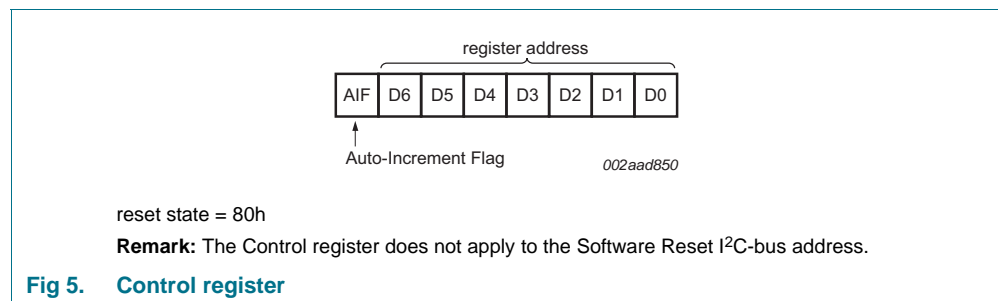 register address
AIF D6 D5 D4 D3 D2 D1 D0
Auto-Increment Flag
002aad850
reset state = 80h
Remark: The Control register does not apply to the Software Reset I²C-bus address.
Fig 5. Control register